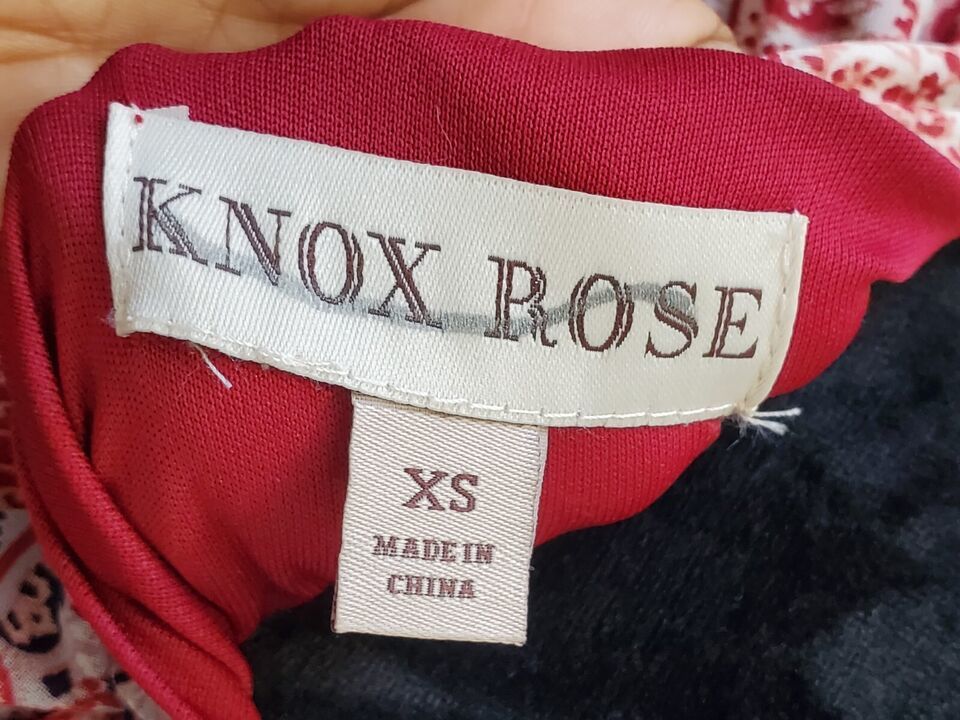 KNOX ROSE
XS
MADE IN
CHINA